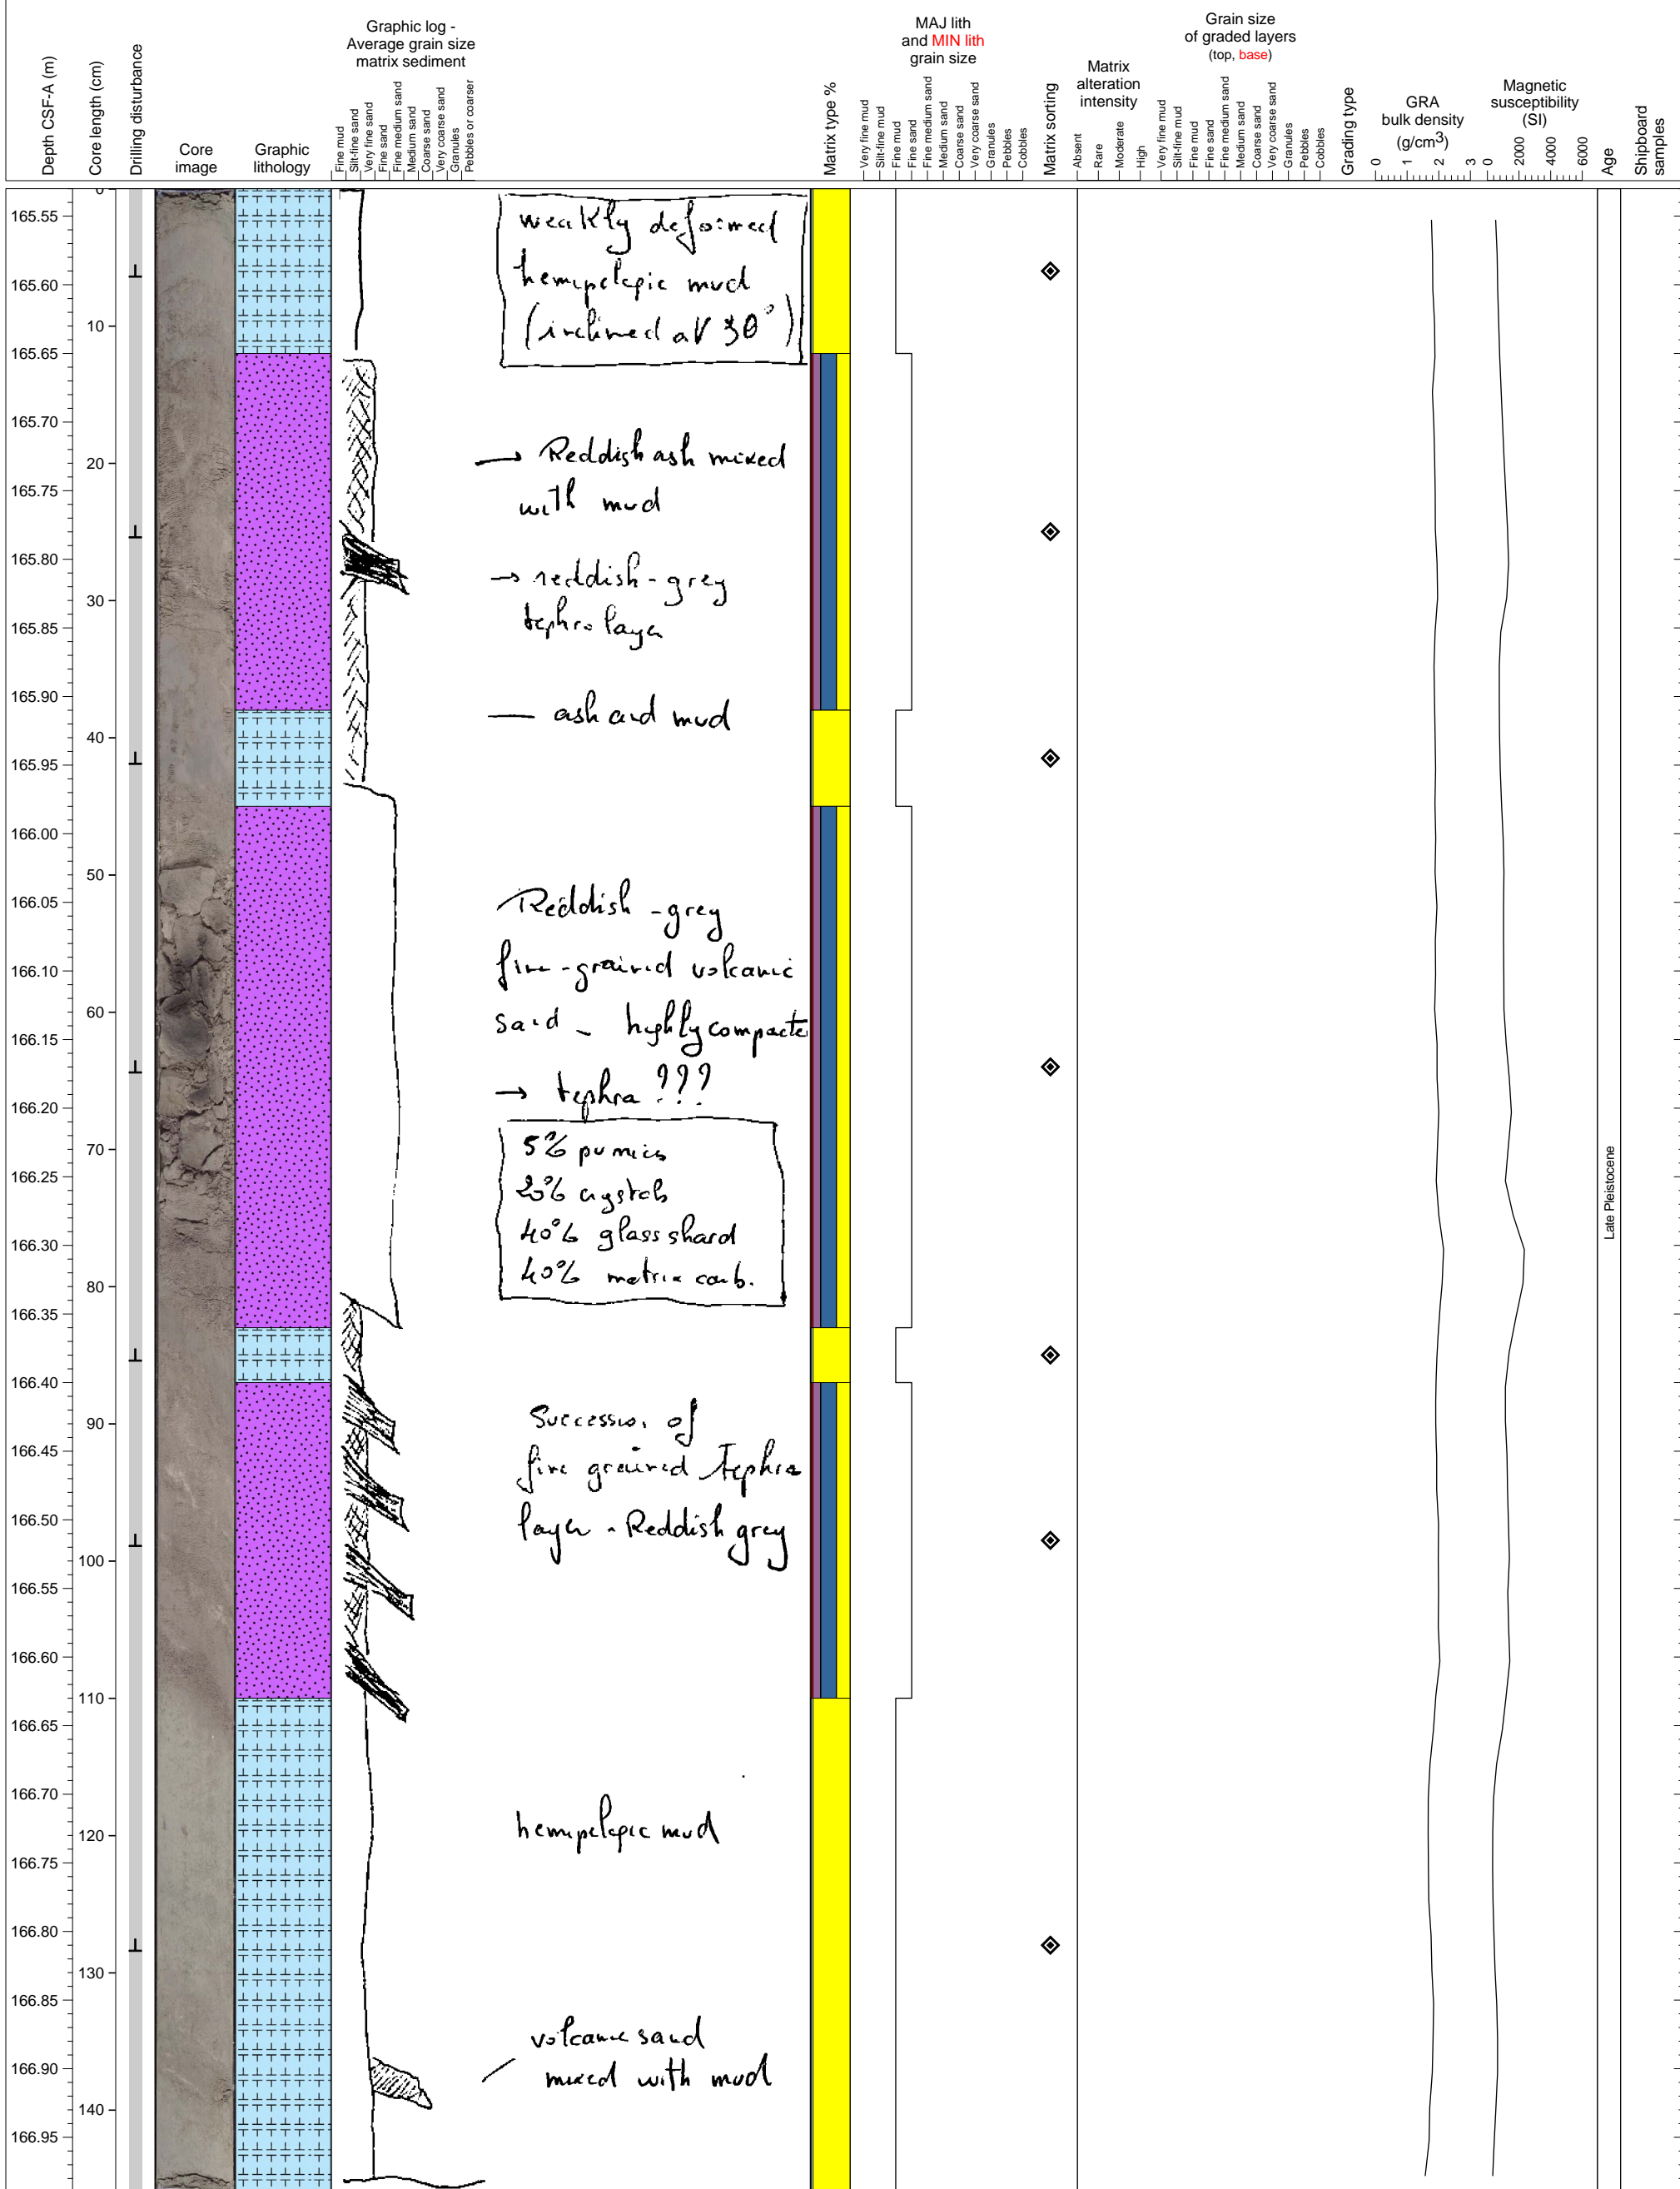 Depth CSF-A (m)
Core length (cm)
Drilling disturbance
Core
image
Graphic
lithology
Graphic log -
Average grain size
matrix sediment
Fine mud
Silt-fine sand
Very fine sand
Fine sand
Fine medium sand
Medium sand
Coarse sand
Very coarse sand
Granules
Pebbles or coarser
Matrix type %
MAJ lith
and MIN lith
grain size
Very fine mud
Silt-fine mud
Fine mud
Fine sand
Fine medium sand
Medium sand
Coarse sand
Very coarse sand
Granules
Pebbles
Cobbles
Matrix sorting
Matrix
alteration
intensity
Absent
Rare
Moderate
High
Grain size
of graded layers
(top, base)
Very fine mud
Silt-fine mud
Fine mud
Fine sand
Fine medium sand
Medium sand
Coarse sand
Very coarse sand
Granules
Pebbles
Cobbles
Grading type
GRA
bulk density
(g/cm3)
0 1 2 3
Magnetic
susceptibility
(SI)
0 2000 4000 6000
Age
Shipboard
samples
0
165.55
165.60
10
165.65
165.70
20
165.75
165.80
30
165.85
165.90
40
165.95
166.00
50
166.05
166.10
60
166.15
166.20
70
166.25
166.30
80
166.35
166.40
90
166.45
166.50
100
166.55
166.60
110
166.65
166.70
120
166.75
166.80
130
166.85
166.90
140
166.95
weakly deformed
hemipelagic mud
(inclined at 30°)
→ Reddish ash mixed
with mud
→ reddish-grey
tephra layer
— ash and mud
Reddish-grey
fine-grained volcanic
sand - highly compacte
→ tephra ???
5% pumices
20% crystals
40% glass shard
40% matrix carb.
Succession of
fine grained tephra
layer - Reddish grey
hemipelagic mud
volcanic sand
mixed with mud
Late Pleistocene